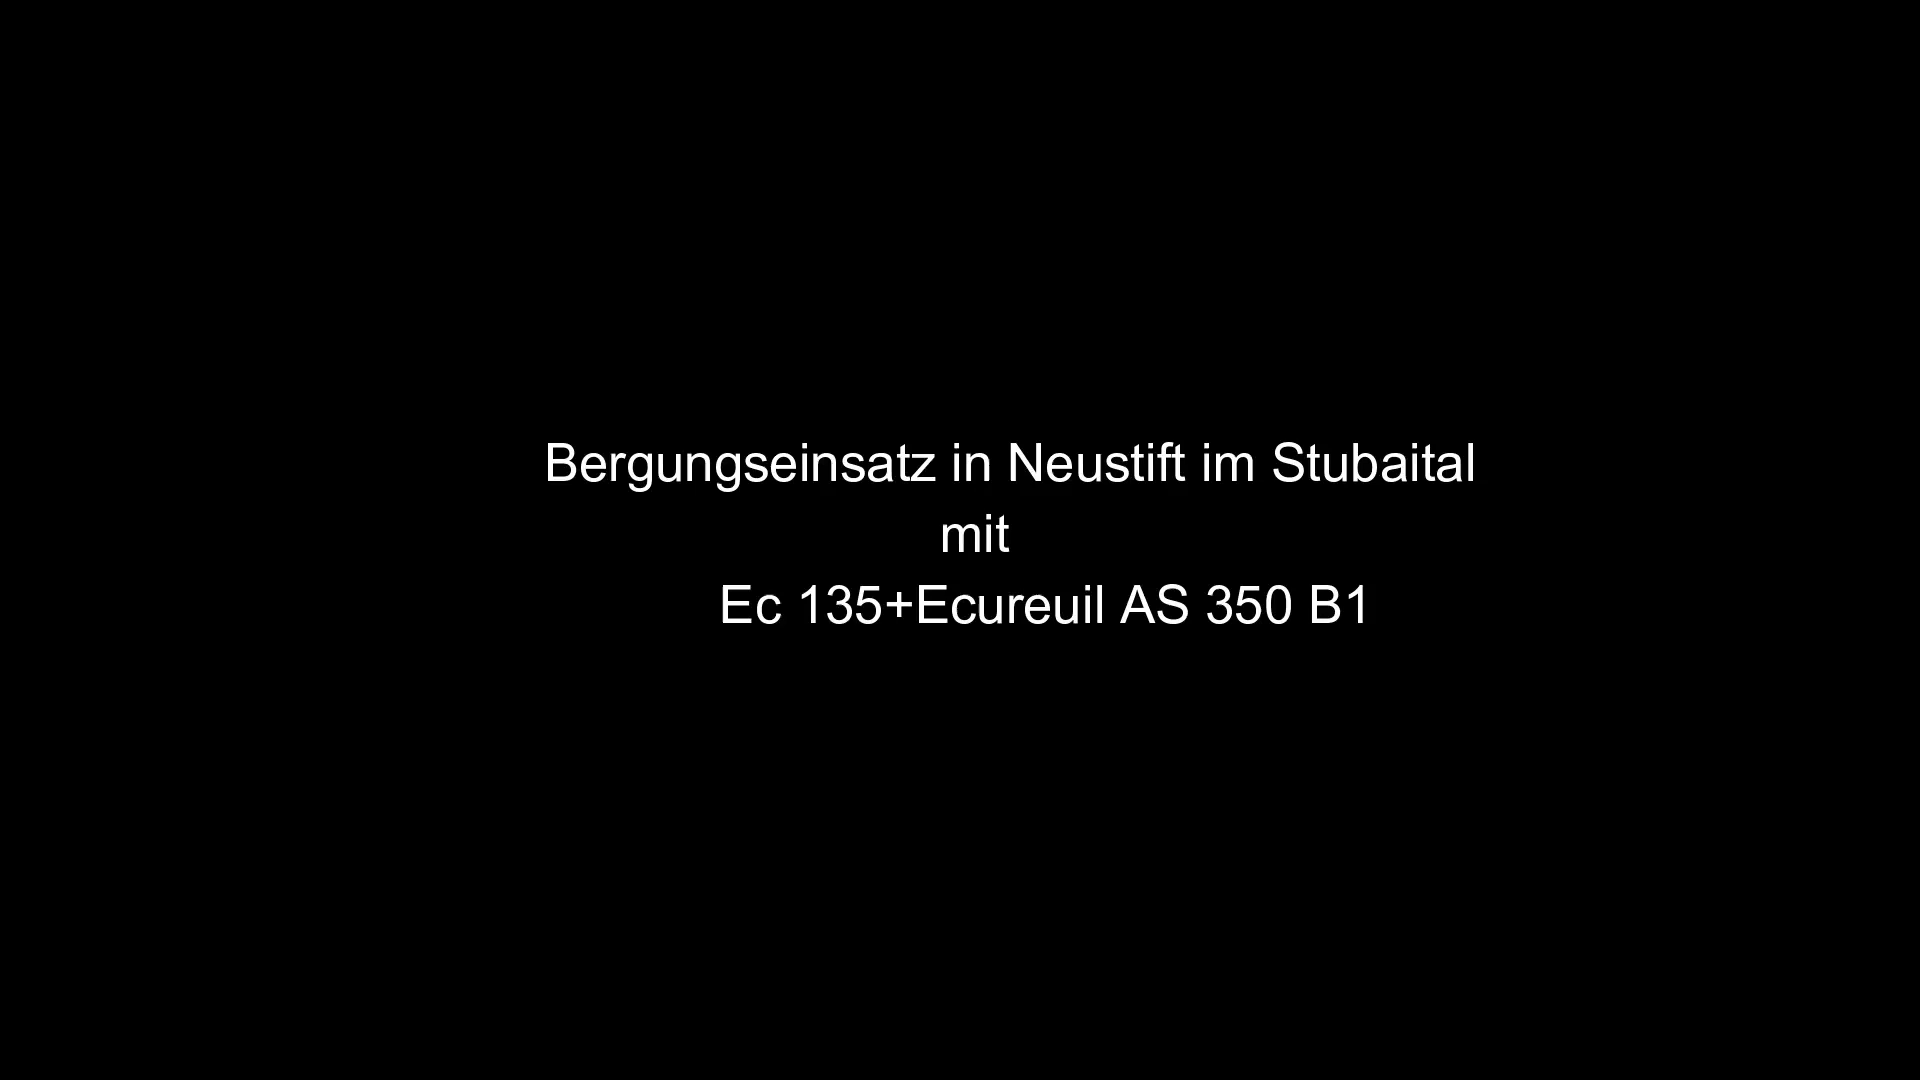 Bergungseinsatz in Neustift im Stubaital
mit
Ec 135+Ecureuil AS 350 B1